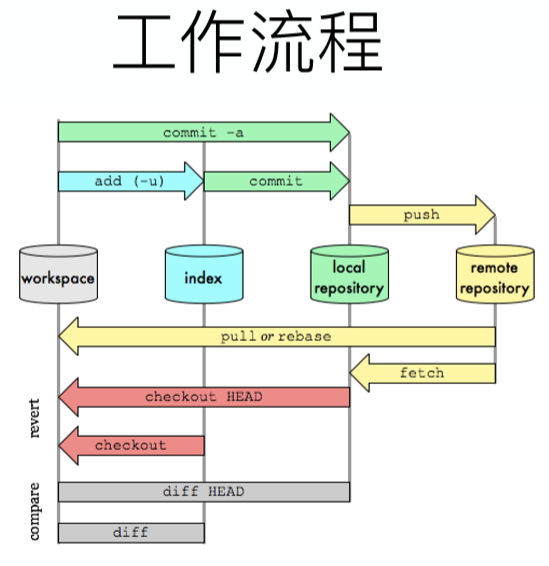 工作流程
commit -a
add (-u)
commit
push
workspace
index
local
repository
remote
repository
pull or rebase
fetch
revert
checkout HEAD
checkout
compare
diff HEAD
diff